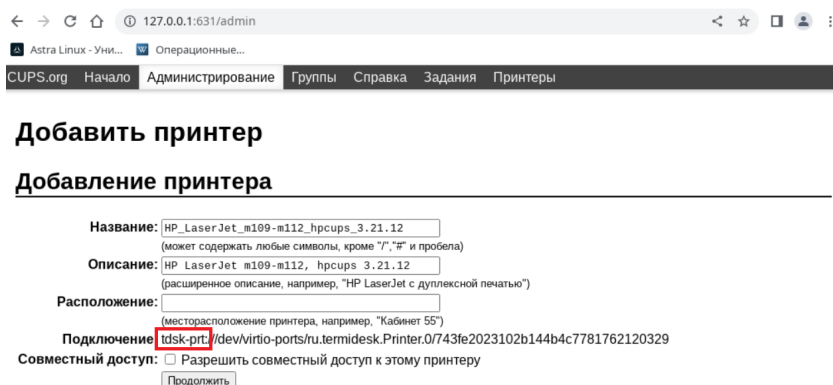 127.0.0.1:631/admin
Astra Linux - Уни... Операционные...
CUPS.org Начало Администрирование Группы Справка Задания Принтеры
Добавить принтер
Добавление принтера
Название: HP_LaserJet_m109-m112_hpcups_3.21.12
(может содержать любые символы, кроме "/","#" и пробела)
Описание: HP LaserJet m109-m112, hpcups 3.21.12
(расширенное описание, например, "HP LaserJet с дуплексной печатью")
Расположение:
(месторасположение принтера, например, "Кабинет 55")
Подключение: tdsk-prt://dev/virtio-ports/ru.termidesk.Printer.0/743fe2023102b144b4c7781762120329
Совместный доступ: Разрешить совместный доступ к этому принтеру
Продолжить